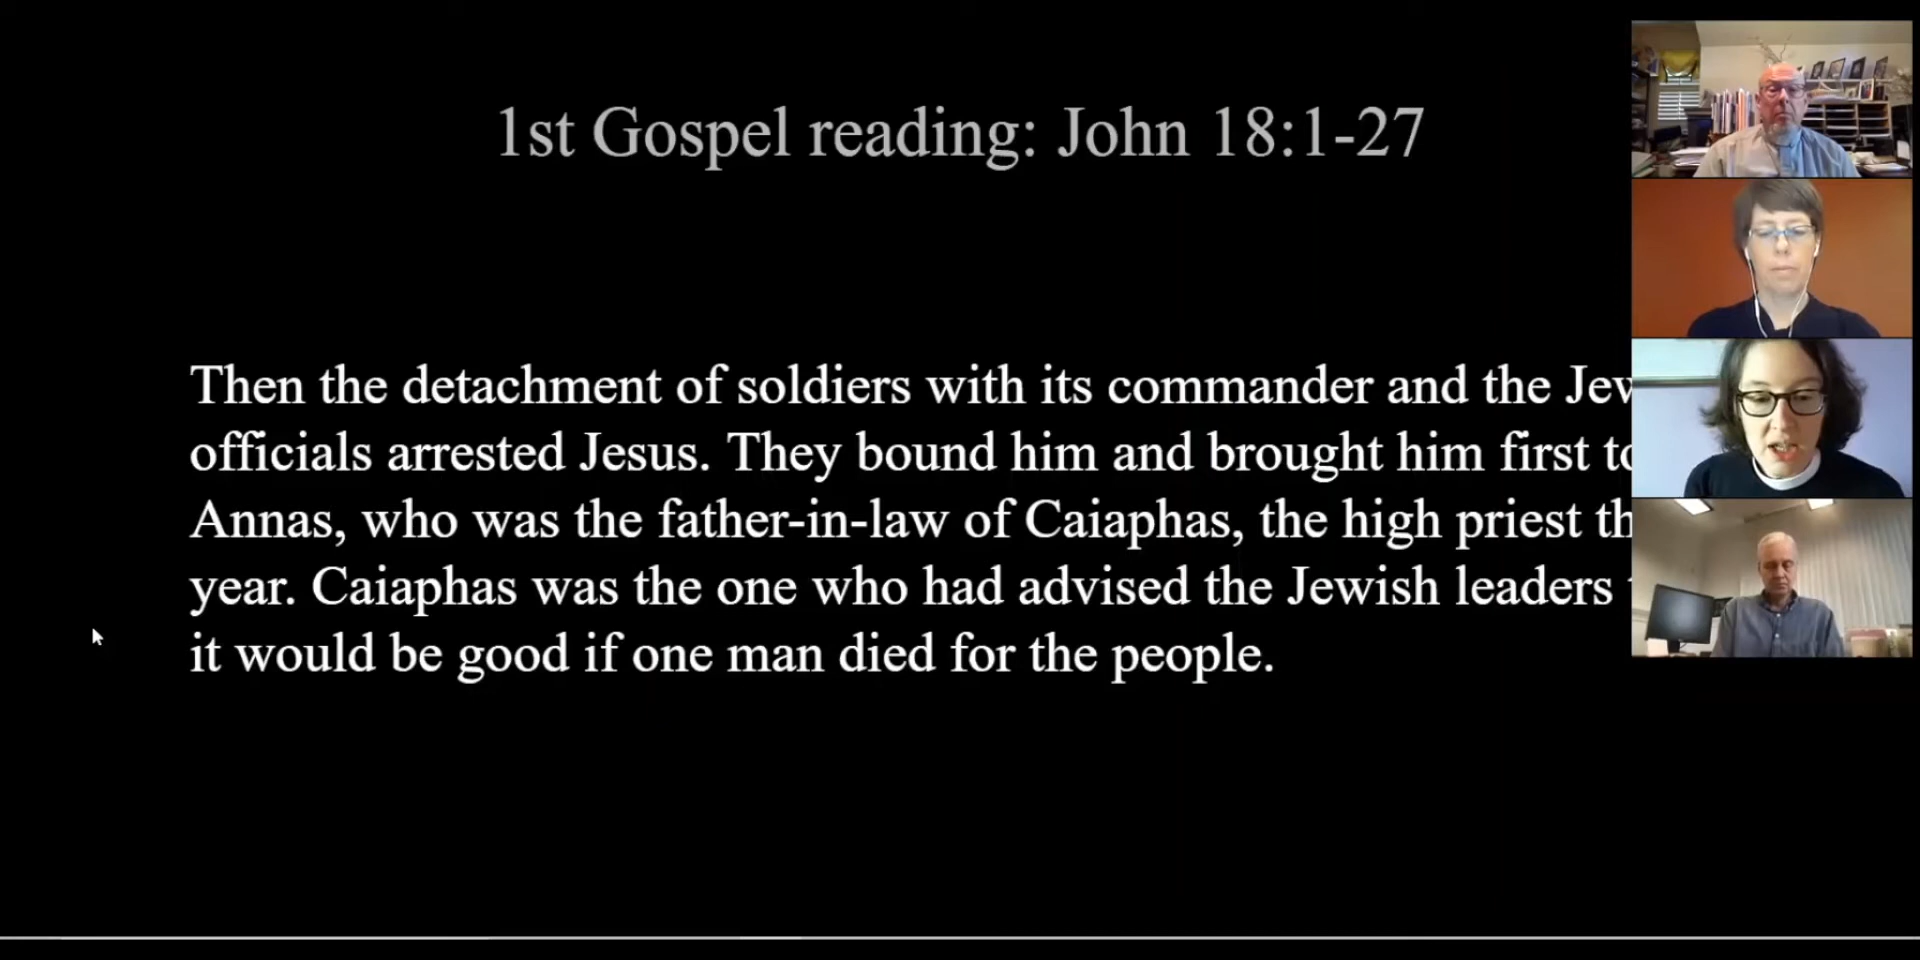 1st Gospel reading: John 18:1-27
Then the detachment of soldiers with its commander and the
officials arrested Jesus. They bound him and brought him first
Annas, who was the father-in-law of Caiaphas, the high priest
year. Caiaphas was the one who had advised the Jewish leaders
it would be good if one man died for the people.